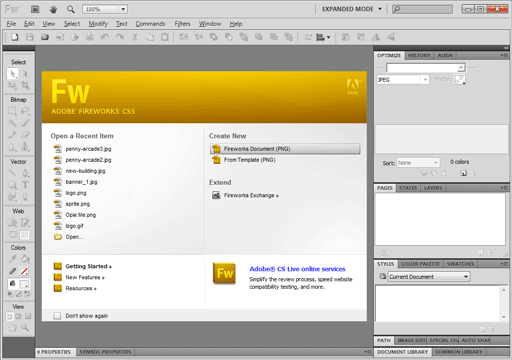 Fw
100%
EXPANDED MODE
File Edit View Select Modify Text Commands Filters Window Help
Select
Bitmap
Vector
Web
Colors
View
Fw
ADOBE FIREWORKS CS5
Adobe
Open a Recent Item
penny-arcade3.jpg
penny-arcade2.jpg
new-building.jpg
banner_1.jpg
logo.png
sprite.png
Opie Me.png
logo.gif
Open...
Create New
Fireworks Document (PNG)
From Template (PNG)
Extend
Fireworks Exchange »
Getting Started »
New Features »
Resources »
Fw
Adobe® CS Live online services
Simplify the review process, speed website
compatibility testing, and more.
Don't show again
PROPERTIES SYMBOL PROPERTIES
OPTIMIZE HISTORY ALIGN
JPEG
Matte:
Sort: None 0 colors
PAGES STATES LAYERS
STYLES COLOR PALETTE SWATCHES
Current Document
PATH IMAGE EDIT SPECIAL CHA AUTO SHAP
DOCUMENT LIBRARY COMMON LIBRARY